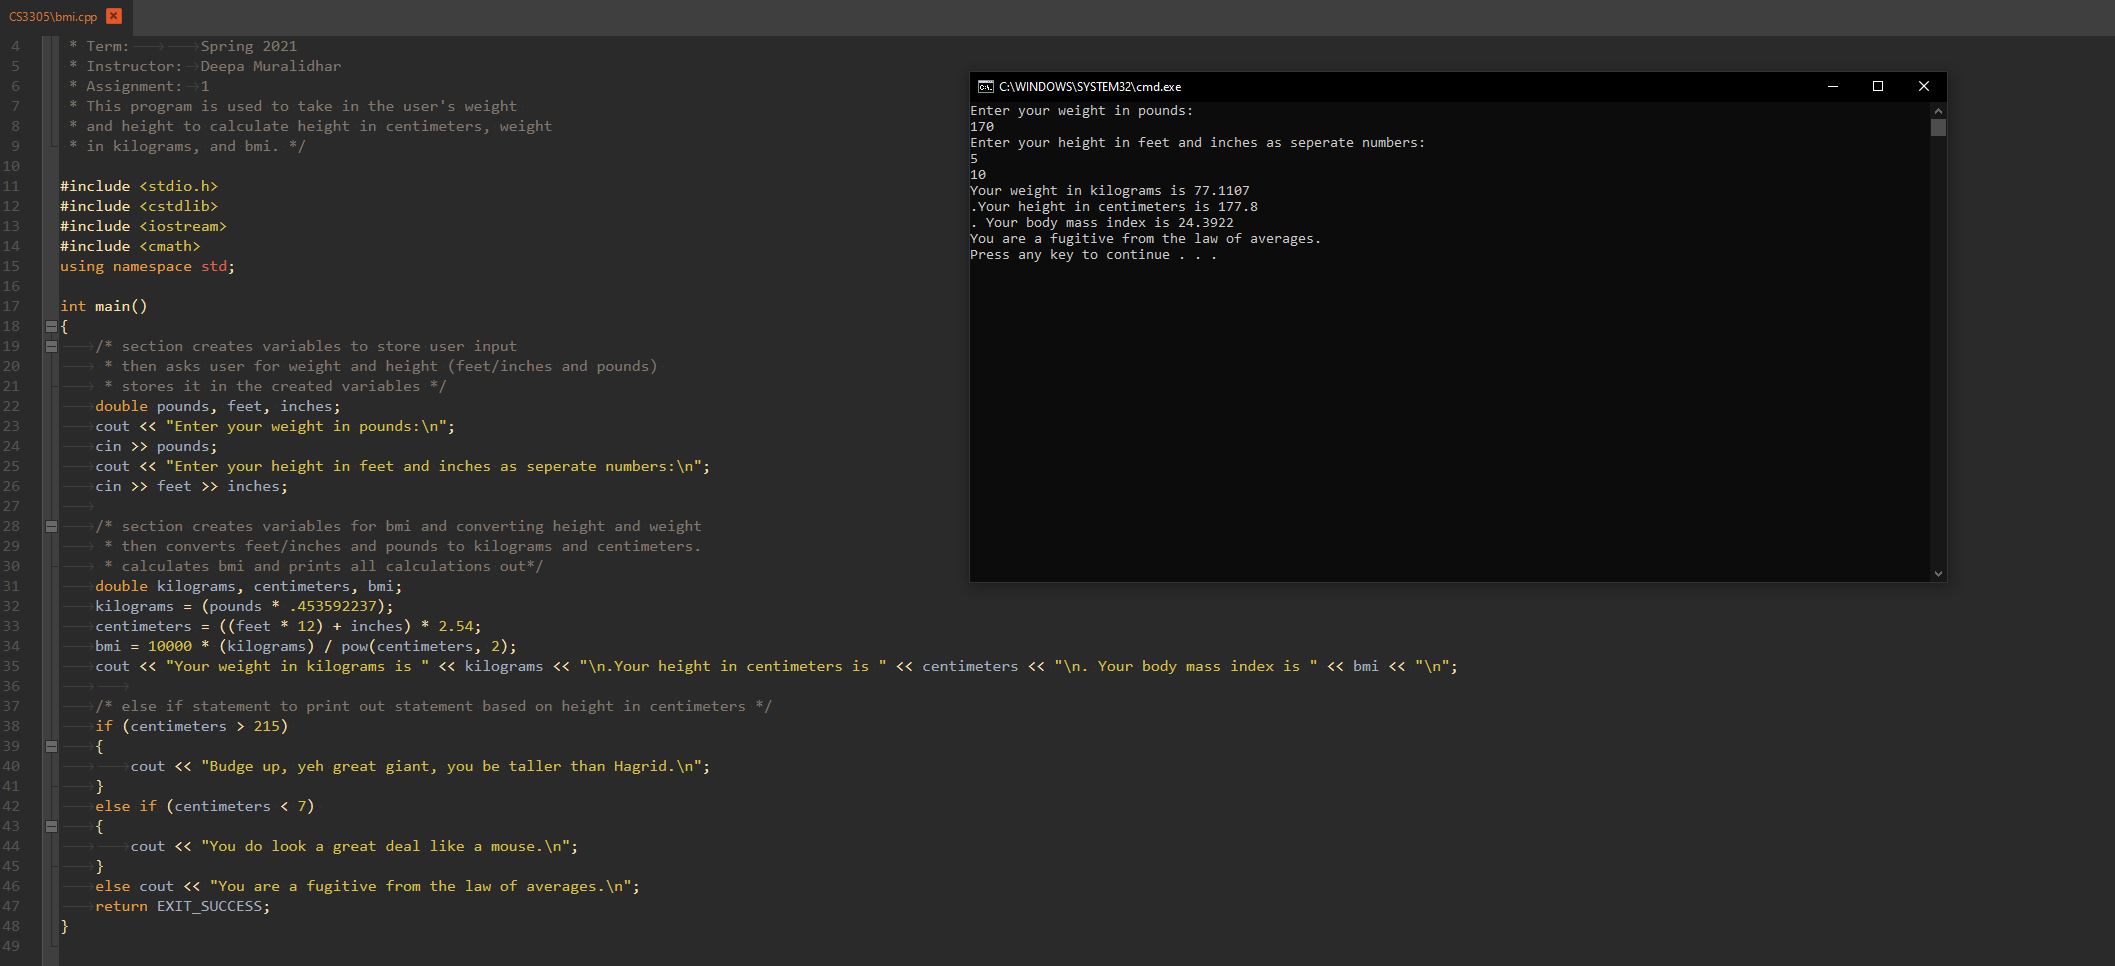 CS3305\bmi.cpp
4 * Term: Spring 2021
5 * Instructor: Deepa Muralidhar
6 * Assignment: 1
7 * This program is used to take in the user's weight
8 * and height to calculate height in centimeters, weight
9 * in kilograms, and bmi. */
10
11 #include <stdio.h>
12 #include <cstdlib>
13 #include <iostream>
14 #include <cmath>
15 using namespace std;
16
17 int main()
18 {
19 /* section creates variables to store user input
20 * then asks user for weight and height (feet/inches and pounds)
21 * stores it in the created variables */
22 double pounds, feet, inches;
23 cout << "Enter your weight in pounds:\n";
24 cin >> pounds;
25 cout << "Enter your height in feet and inches as seperate numbers:\n";
26 cin >> feet >> inches;
27
28 /* section creates variables for bmi and converting height and weight
29 * then converts feet/inches and pounds to kilograms and centimeters.
30 * calculates bmi and prints all calculations out*/
31 double kilograms, centimeters, bmi;
32 kilograms = (pounds * .453592237);
33 centimeters = ((feet * 12) + inches) * 2.54;
34 bmi = 10000 * (kilograms) / pow(centimeters, 2);
35 cout << "Your weight in kilograms is " << kilograms << "\n.Your height in centimeters is " << centimeters << "\n. Your body mass index is " << bmi << "\n";
36
37 /* else if statement to print out statement based on height in centimeters */
38 if (centimeters > 215)
39 {
40 cout << "Budge up, yeh great giant, you be taller than Hagrid.\n";
41 }
42 else if (centimeters < 7)
43 {
44 cout << "You do look a great deal like a mouse.\n";
45 }
46 else cout << "You are a fugitive from the law of averages.\n";
47 return EXIT_SUCCESS;
48 }
49
C:\WINDOWS\SYSTEM32\cmd.exe
Enter your weight in pounds:
170
Enter your height in feet and inches as seperate numbers:
5
10
Your weight in kilograms is 77.1107
.Your height in centimeters is 177.8
. Your body mass index is 24.3922
You are a fugitive from the law of averages.
Press any key to continue . . .